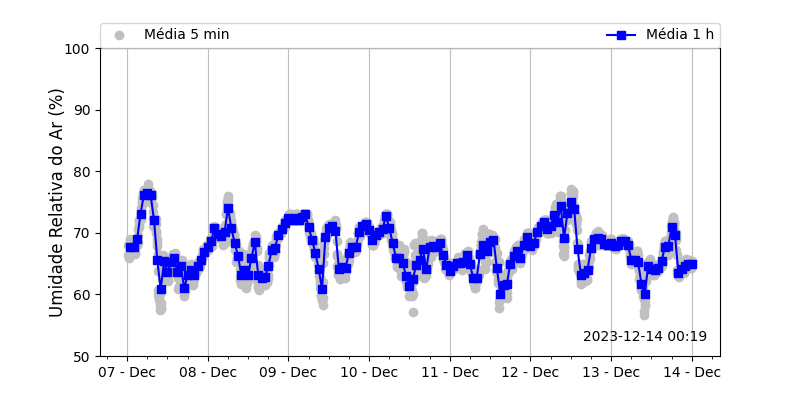 Média 5 min
Média 1 h
Umidade Relativa do Ar (%)
100
90
80
70
60
50
2023-12-14 00:19
07 - Dec
08 - Dec
09 - Dec
10 - Dec
11 - Dec
12 - Dec
13 - Dec
14 - Dec